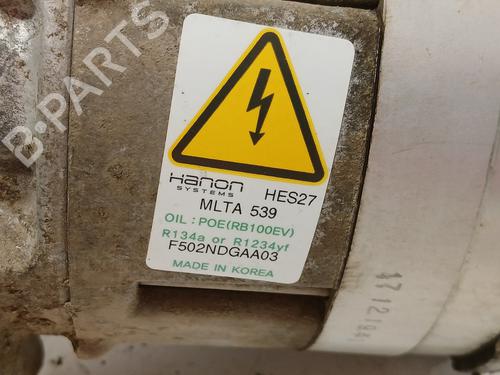 B-PARTS
Hanon
SYSTEMS
HES27
MLTA 539
OIL : POE(RB100EV)
R134a or R1234yf
F502NDGAA03
MADE IN KOREA